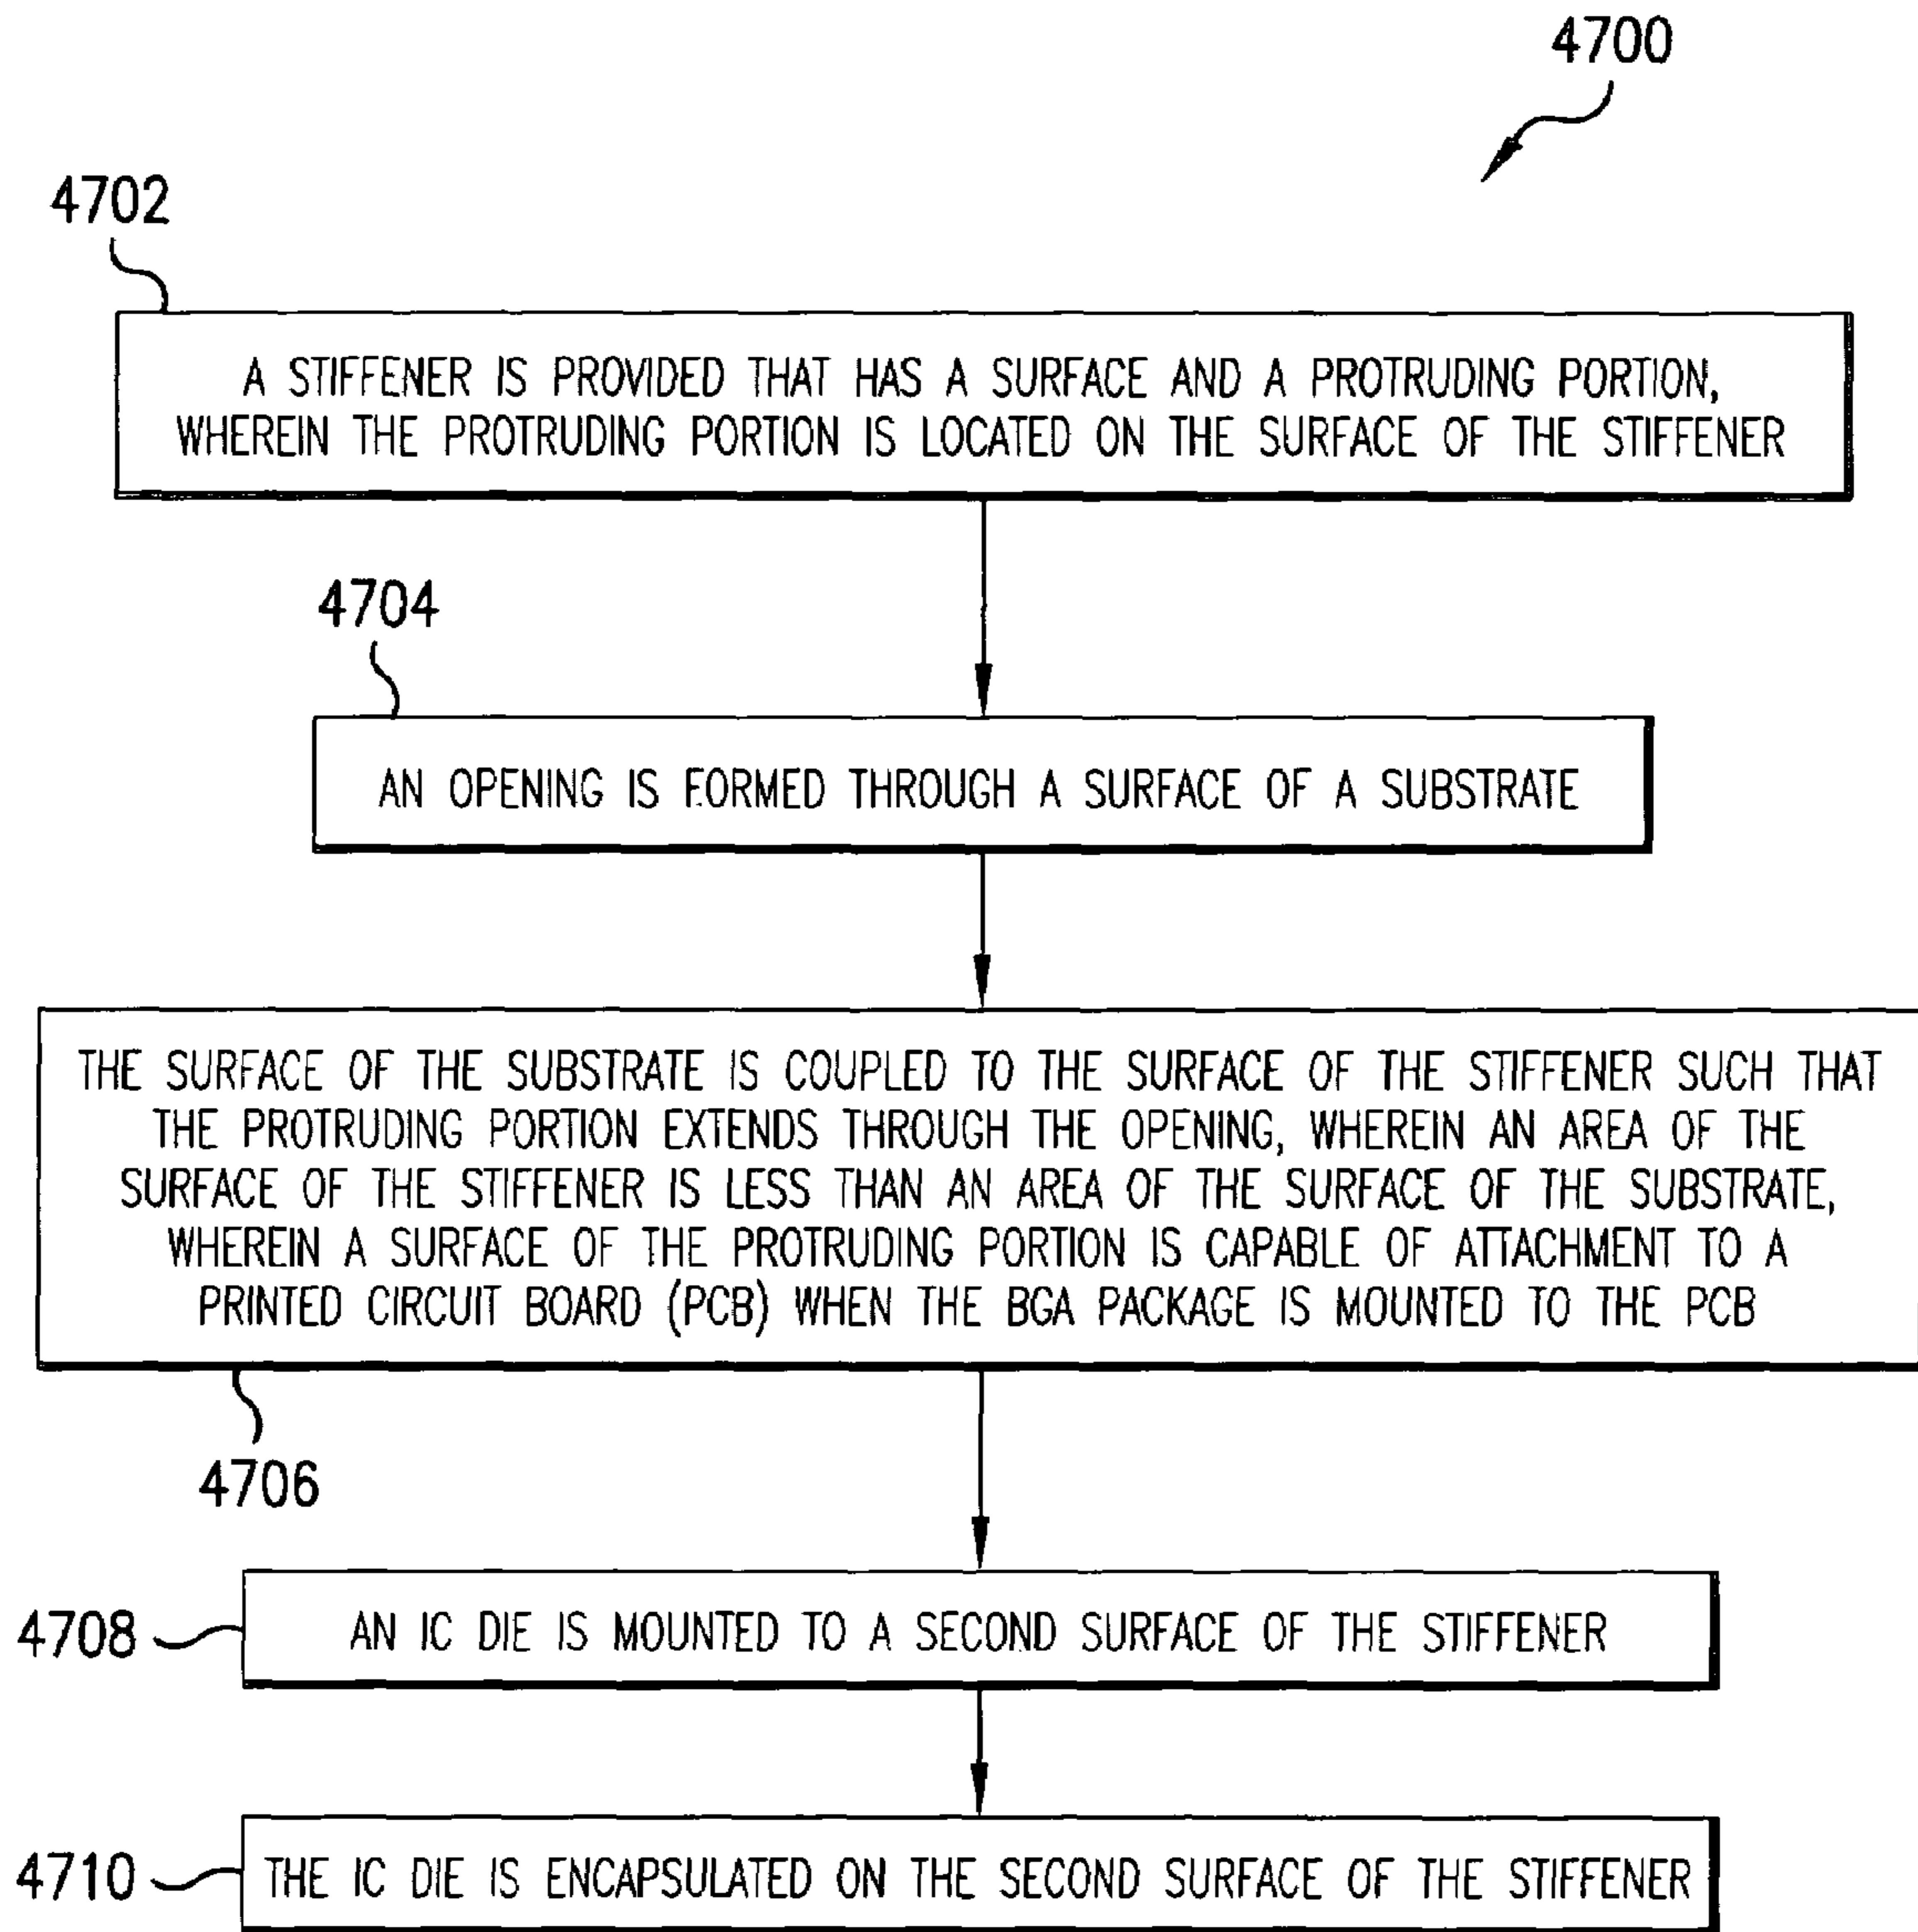 4700
4702
A STIFFENER IS PROVIDED THAT HAS A SURFACE AND A PROTRUDING PORTION,
WHEREIN THE PROTRUDING PORTION IS LOCATED ON THE SURFACE OF THE STIFFENER
4704
AN OPENING IS FORMED THROUGH A SURFACE OF A SUBSTRATE
THE SURFACE OF THE SUBSTRATE IS COUPLED TO THE SURFACE OF THE STIFFENER SUCH THAT
THE PROTRUDING PORTION EXTENDS THROUGH THE OPENING, WHEREIN AN AREA OF THE
SURFACE OF THE STIFFENER IS LESS THAN AN AREA OF THE SURFACE OF THE SUBSTRATE,
WHEREIN A SURFACE OF THE PROTRUDING PORTION IS CAPABLE OF ATTACHMENT TO A
PRINTED CIRCUIT BOARD (PCB) WHEN THE BGA PACKAGE IS MOUNTED TO THE PCB
4706
4708
AN IC DIE IS MOUNTED TO A SECOND SURFACE OF THE STIFFENER
4710
THE IC DIE IS ENCAPSULATED ON THE SECOND SURFACE OF THE STIFFENER